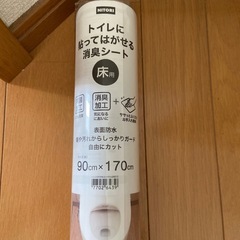 NITORI
トイレに
貼ってはがせる
消臭シート
床用
消臭
加工
+
表面防水
汚れからしっかりガード
自由にカット
90cm×170cm